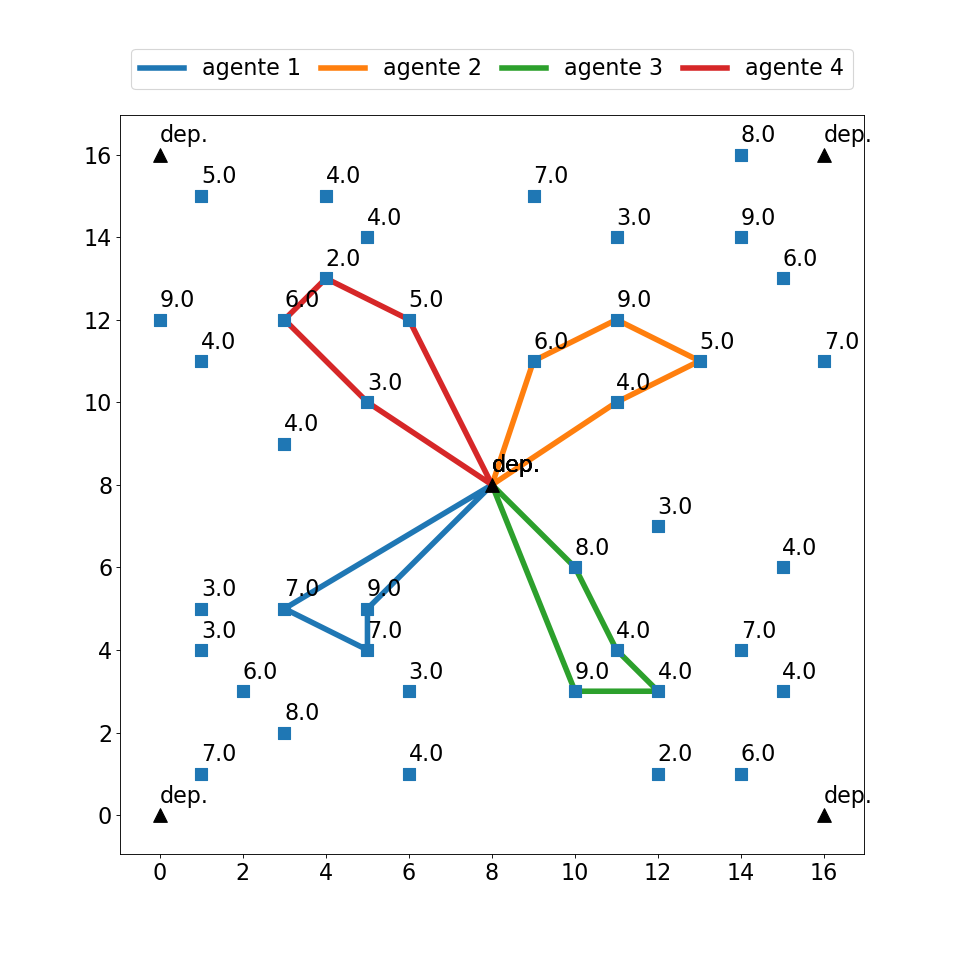 agente 1 agente 2 agente 3 agente 4
dep. 8.0 dep.
16
5.0 4.0 7.0
4.0 3.0 9.0
14
2.0 6.0
9.0 6.0 5.0 9.0
12
4.0 6.0 5.0 7.0
3.0 4.0
10
4.0
dep.
8
3.0
8.0 4.0
6
3.0 7.0 9.0
3.0 7.0 4.0 7.0
4
6.0 3.0 9.0 4.0 4.0
8.0
2
7.0 4.0 2.0 6.0
dep. dep.
0
0 2 4 6 8 10 12 14 16